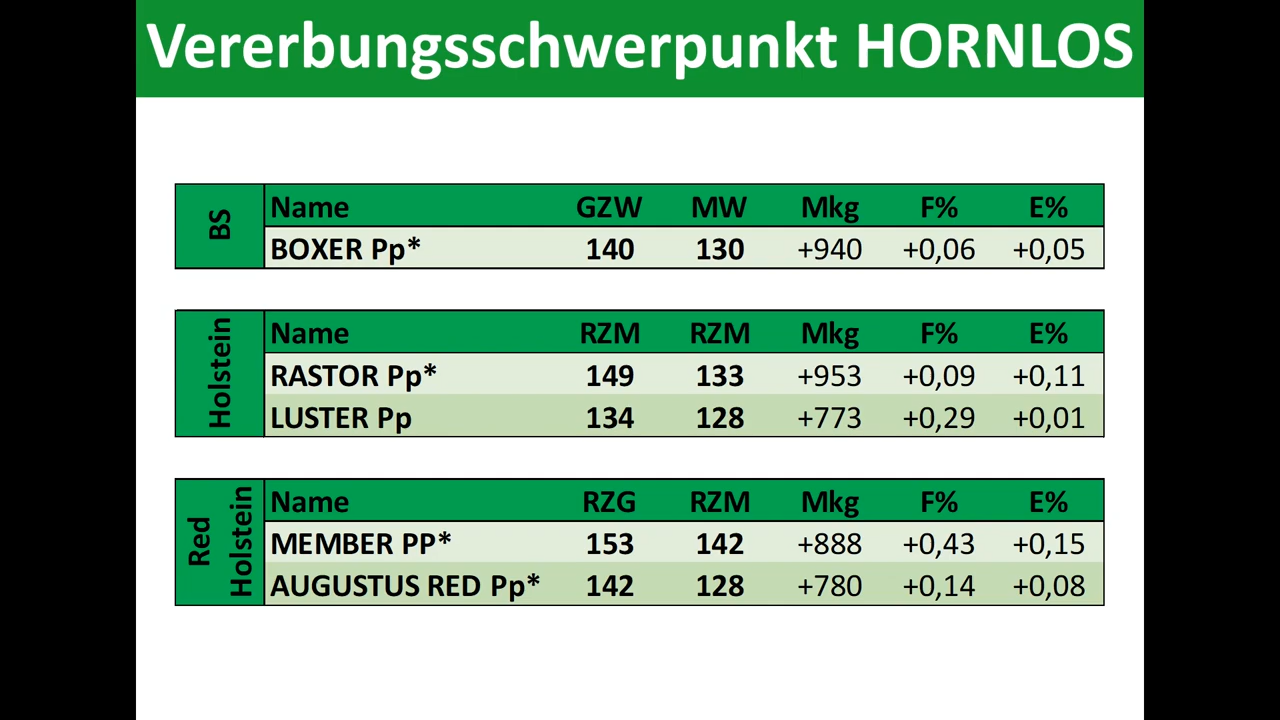 Vererbungsschwerpunkt HORNLOS
BS
Name GZW MW Mkg F% E%
BOXER Pp* 140 130 +940 +0,06 +0,05
Holstein
Name RZM RZM Mkg F% E%
RASTOR Pp* 149 133 +953 +0,09 +0,11
LUSTER Pp 134 128 +773 +0,29 +0,01
Red
Holstein
Name RZG RZM Mkg F% E%
MEMBER PP* 153 142 +888 +0,43 +0,15
AUGUSTUS RED Pp* 142 128 +780 +0,14 +0,08